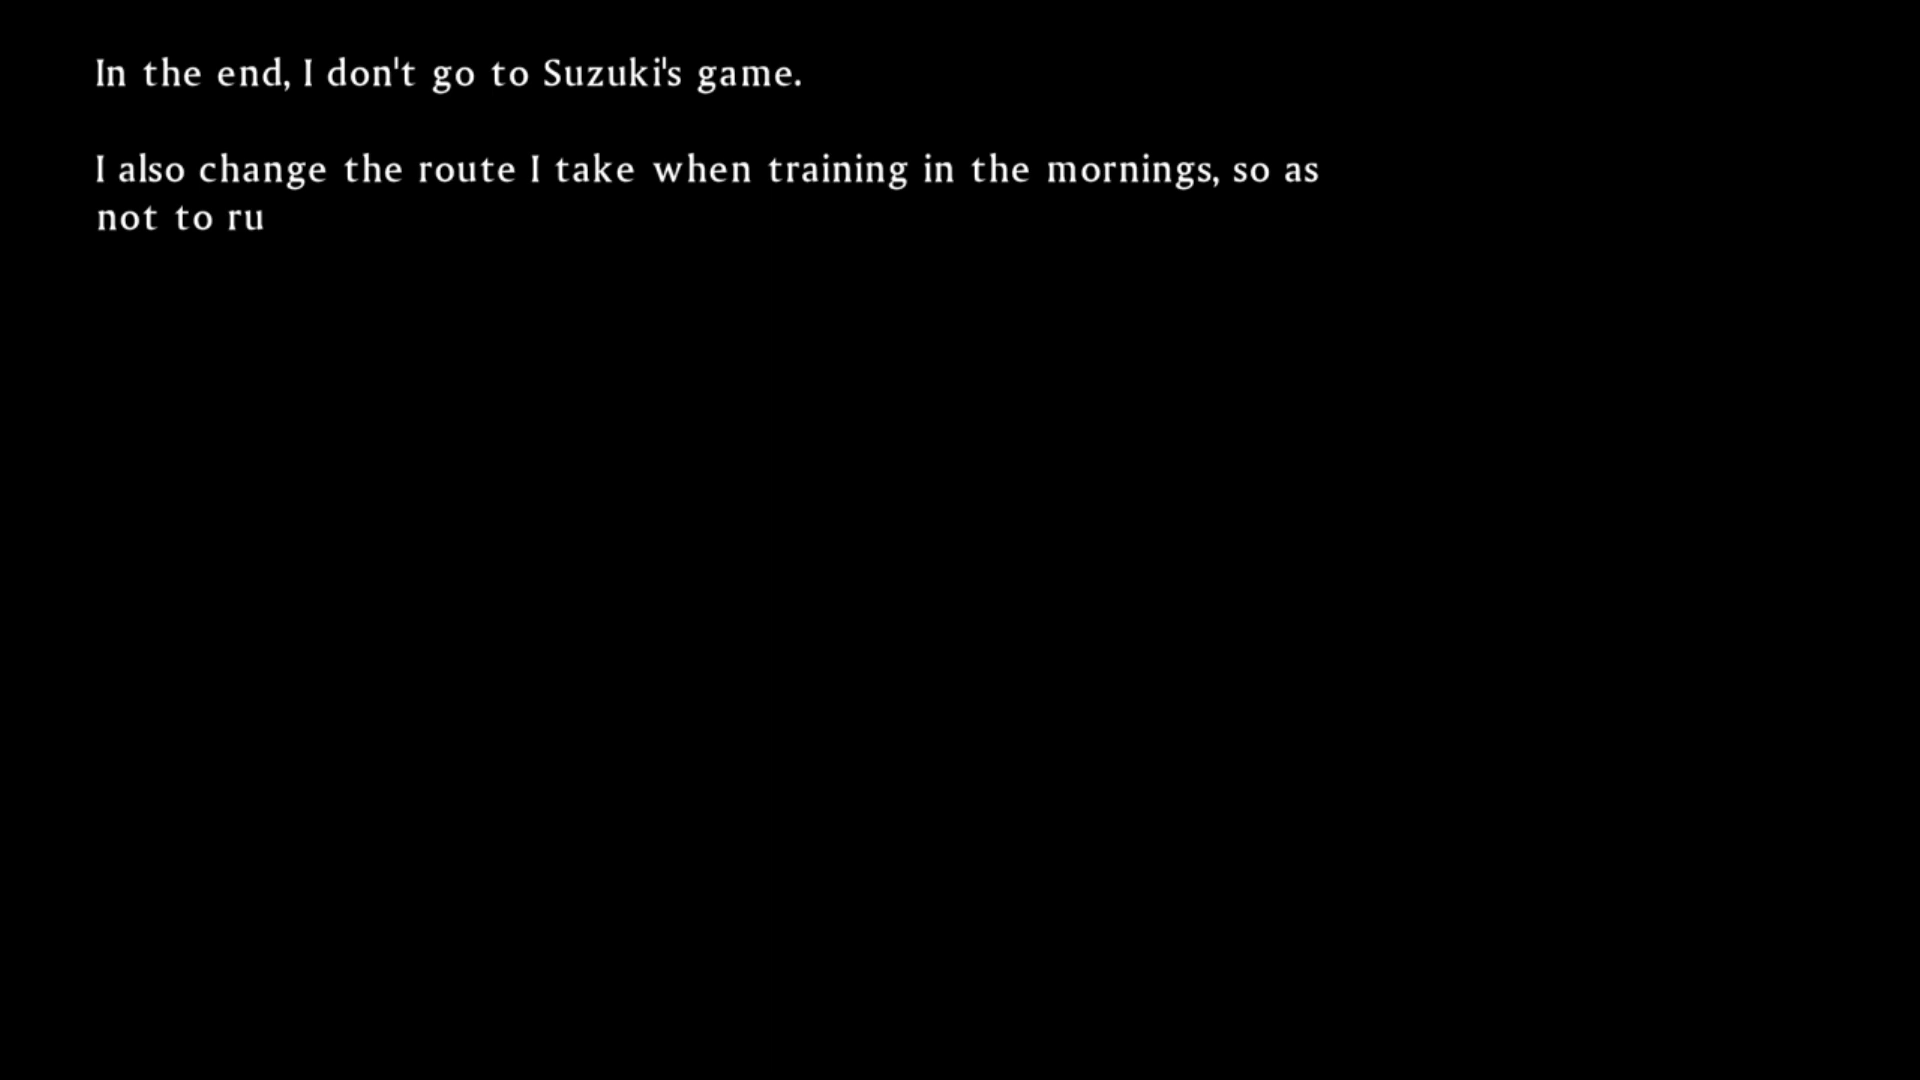 In the end, I don't go to Suzuki's game.
I also change the route I take when training in the mornings, so as
not to ru